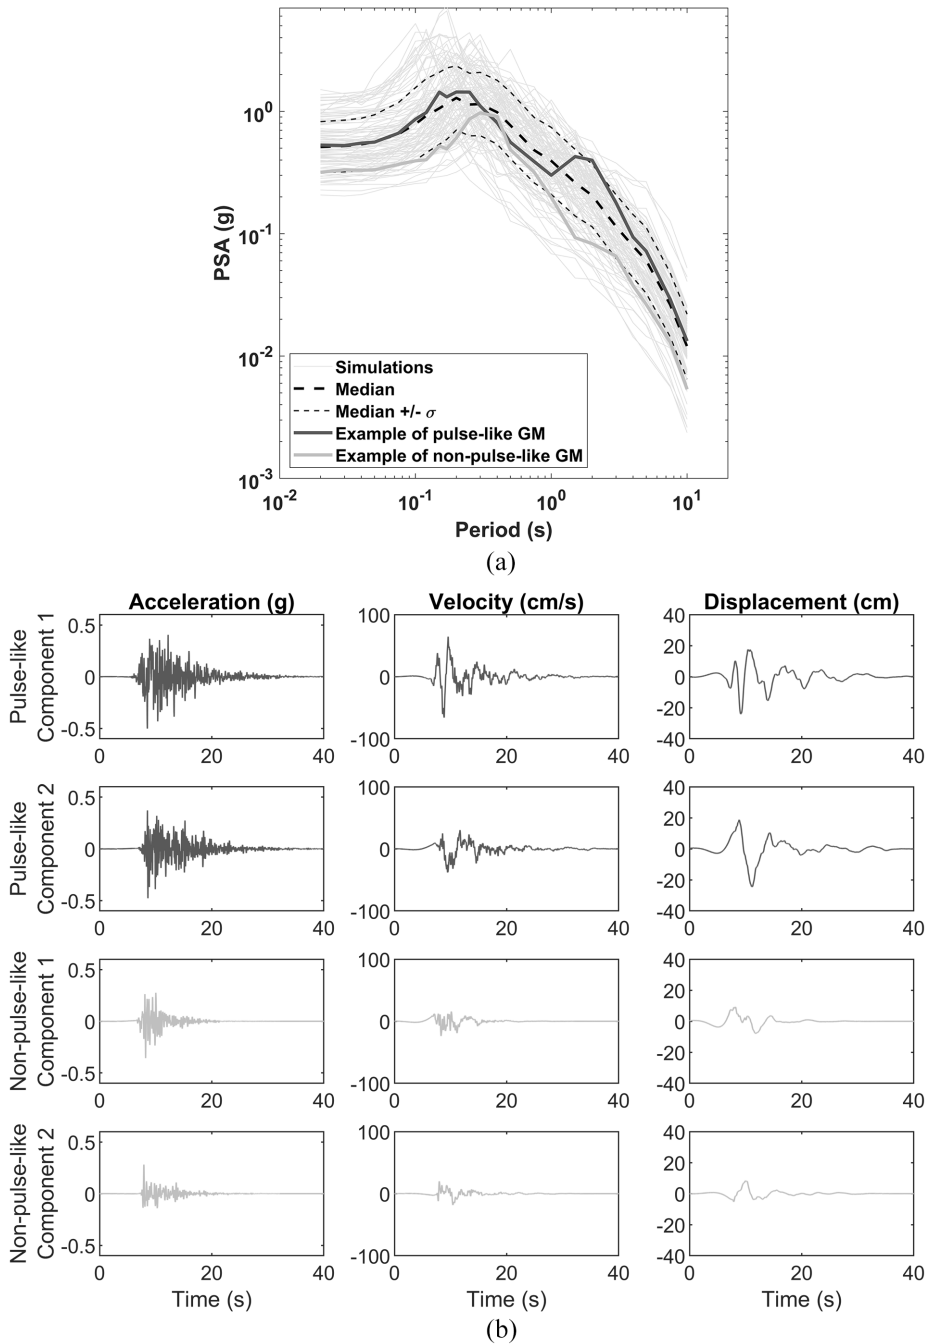 10^0
10^-1
10^-2
10^-3
PSA (g)
Simulations
Median
Median +/- σ
Example of pulse-like GM
Example of non-pulse-like GM
10^-2 10^-1 10^0 10^1
Period (s)
(a)
Acceleration (g) Velocity (cm/s) Displacement (cm)
Pulse-like
Component 1
0.5 0 -0.5
0 20 40
100 0 -100
0 20 40
40 20 0 -20 -40
0 20 40
Pulse-like
Component 2
0.5 0 -0.5
0 20 40
100 0 -100
0 20 40
40 20 0 -20 -40
0 20 40
Non-pulse-like
Component 1
0.5 0 -0.5
0 20 40
100 0 -100
0 20 40
40 20 0 -20 -40
0 20 40
Non-pulse-like
Component 2
0.5 0 -0.5
0 20 40
100 0 -100
0 20 40
40 20 0 -20 -40
0 20 40
Time (s) Time (s) Time (s)
(b)